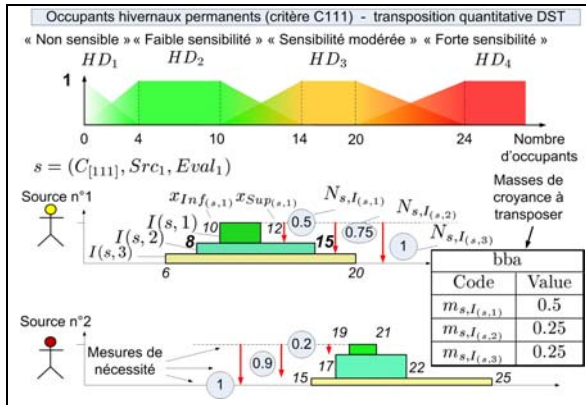 Occupants hivernaux permanents (critère C111) - transposition quantitative DST
« Non sensible » « Faible sensibilité » « Sensibilité modérée » « Forte sensibilité »
HD1 HD2 HD3 HD4
1
0 4 10 14 20 24 Nombre d'occupants
s = (C[111], Src1, Eval1)
Masses de croyance à transposer
Source n°1
xInf(s,1) xSup(s,1) Ns,I(s,1)
I(s, 1) 10 12 0.5 Ns,I(s,2)
I(s, 2) 8 15 0.75
I(s, 3) 1 Ns,I(s,3)
6 20
bba
Code Value
ms,I(s,1) 0.5
ms,I(s,2) 0.25
ms,I(s,3) 0.25
Source n°2
Mesures de nécessité
0.2 19 21
0.9 17 22
1 15 25